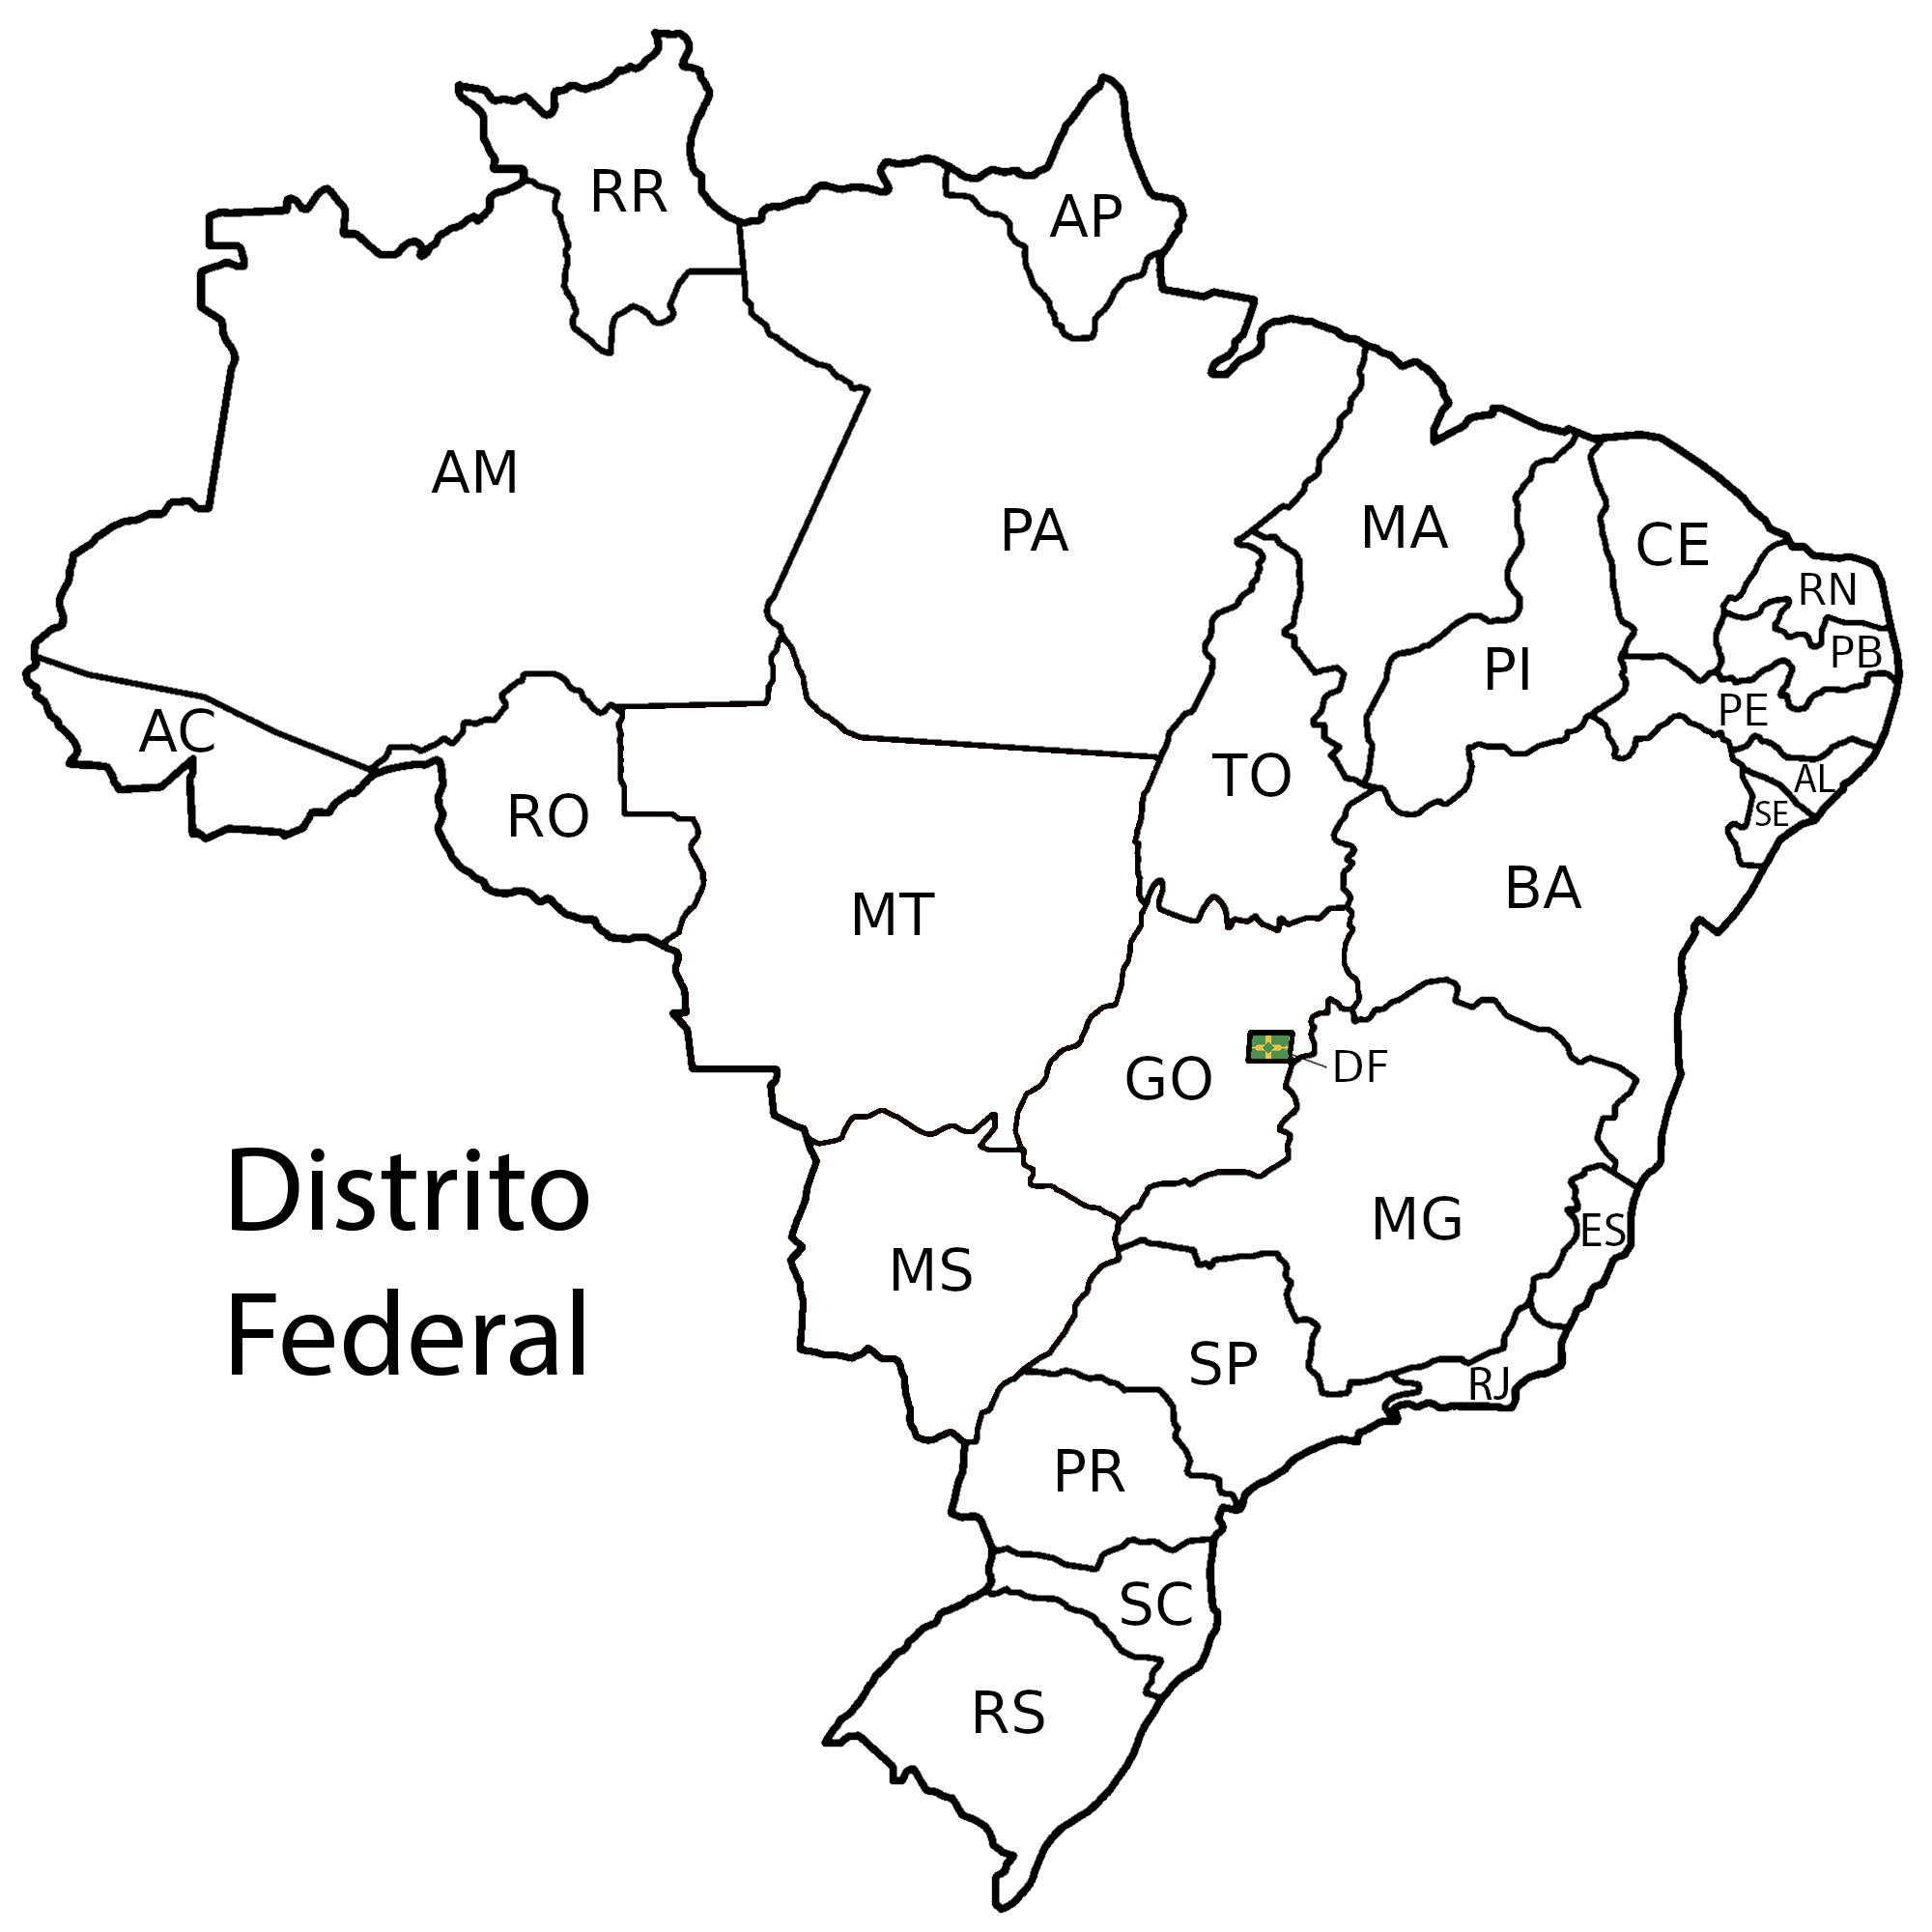 RR
AP
AM
PA
MA
CE
RN
PB
PI
PE
AC
TO
AL
RO
SE
BA
MT
DF
GO
Distrito
Federal
MG
ES
MS
SP
RJ
PR
SC
RS